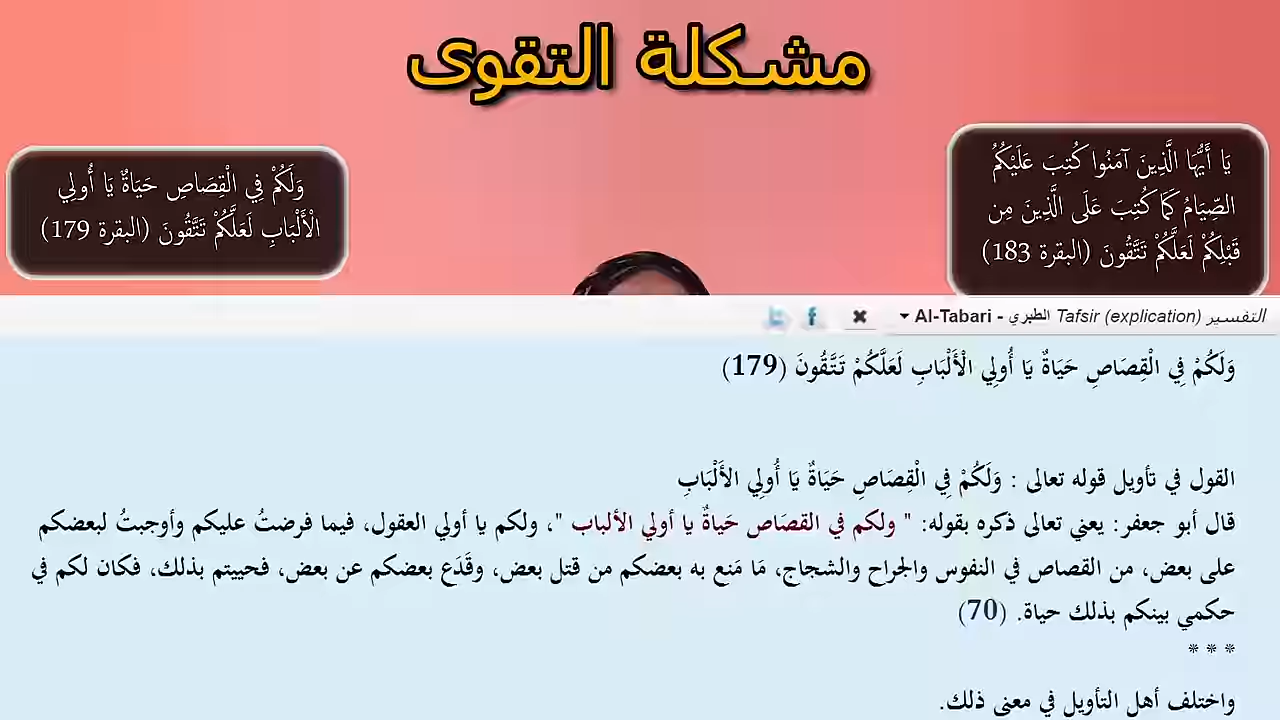 مشكلة التقوى
يَا أَيُّهَا الَّذِينَ آمَنُوا كُتِبَ عَلَيْكُمُ
الصِّيَامُ كَمَا كُتِبَ عَلَى الَّذِينَ مِن
قَبْلِكُمْ لَعَلَّكُمْ تَتَّقُونَ (البقرة 183)
وَلَكُمْ فِي الْقِصَاصِ حَيَاةٌ يَا أُولِي
الْأَلْبَابِ لَعَلَّكُمْ تَتَّقُونَ (البقرة 179)
التفسير Tafsir (explication) الطبري - Al-Tabari
وَلَكُمْ فِي الْقِصَاصِ حَيَاةٌ يَا أُولِي الْأَلْبَابِ لَعَلَّكُمْ تَتَّقُونَ (179)
القول في تأويل قوله تعالى : وَلَكُمْ فِي الْقِصَاصِ حَيَاةٌ يَا أُولِي الأَلْبَابِ
قال أبو جعفر: يعني تعالى ذكره بقوله: " ولكم في القصَاص حَياةٌ يا أولي الألباب "، ولكم يا أولي العقول، فيما فرضتُ عليكم وأوجبتُ لبعضكم
على بعض، من القصاص في النفوس والجراح والشجاج، مَا مَنع به بعضكم من قتل بعض، وقَدَع بعضكم عن بعض، فحييتم بذلك، فكان لكم في
حكمي بينكم بذلك حياة. (70)
* * *
واختلف أهل التأويل في معنى ذلك.